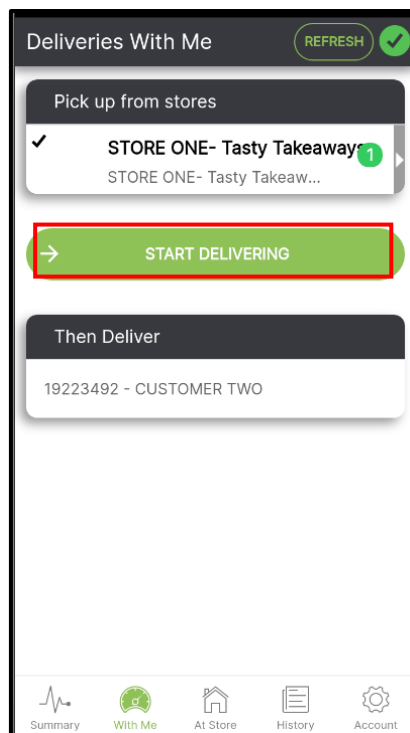 Deliveries With Me
REFRESH
Pick up from stores
STORE ONE- Tasty Takeaways
1
STORE ONE- Tasty Takeaw...
START DELIVERING
Then Deliver
19223492 - CUSTOMER TWO
Summary
With Me
At Store
History
Account